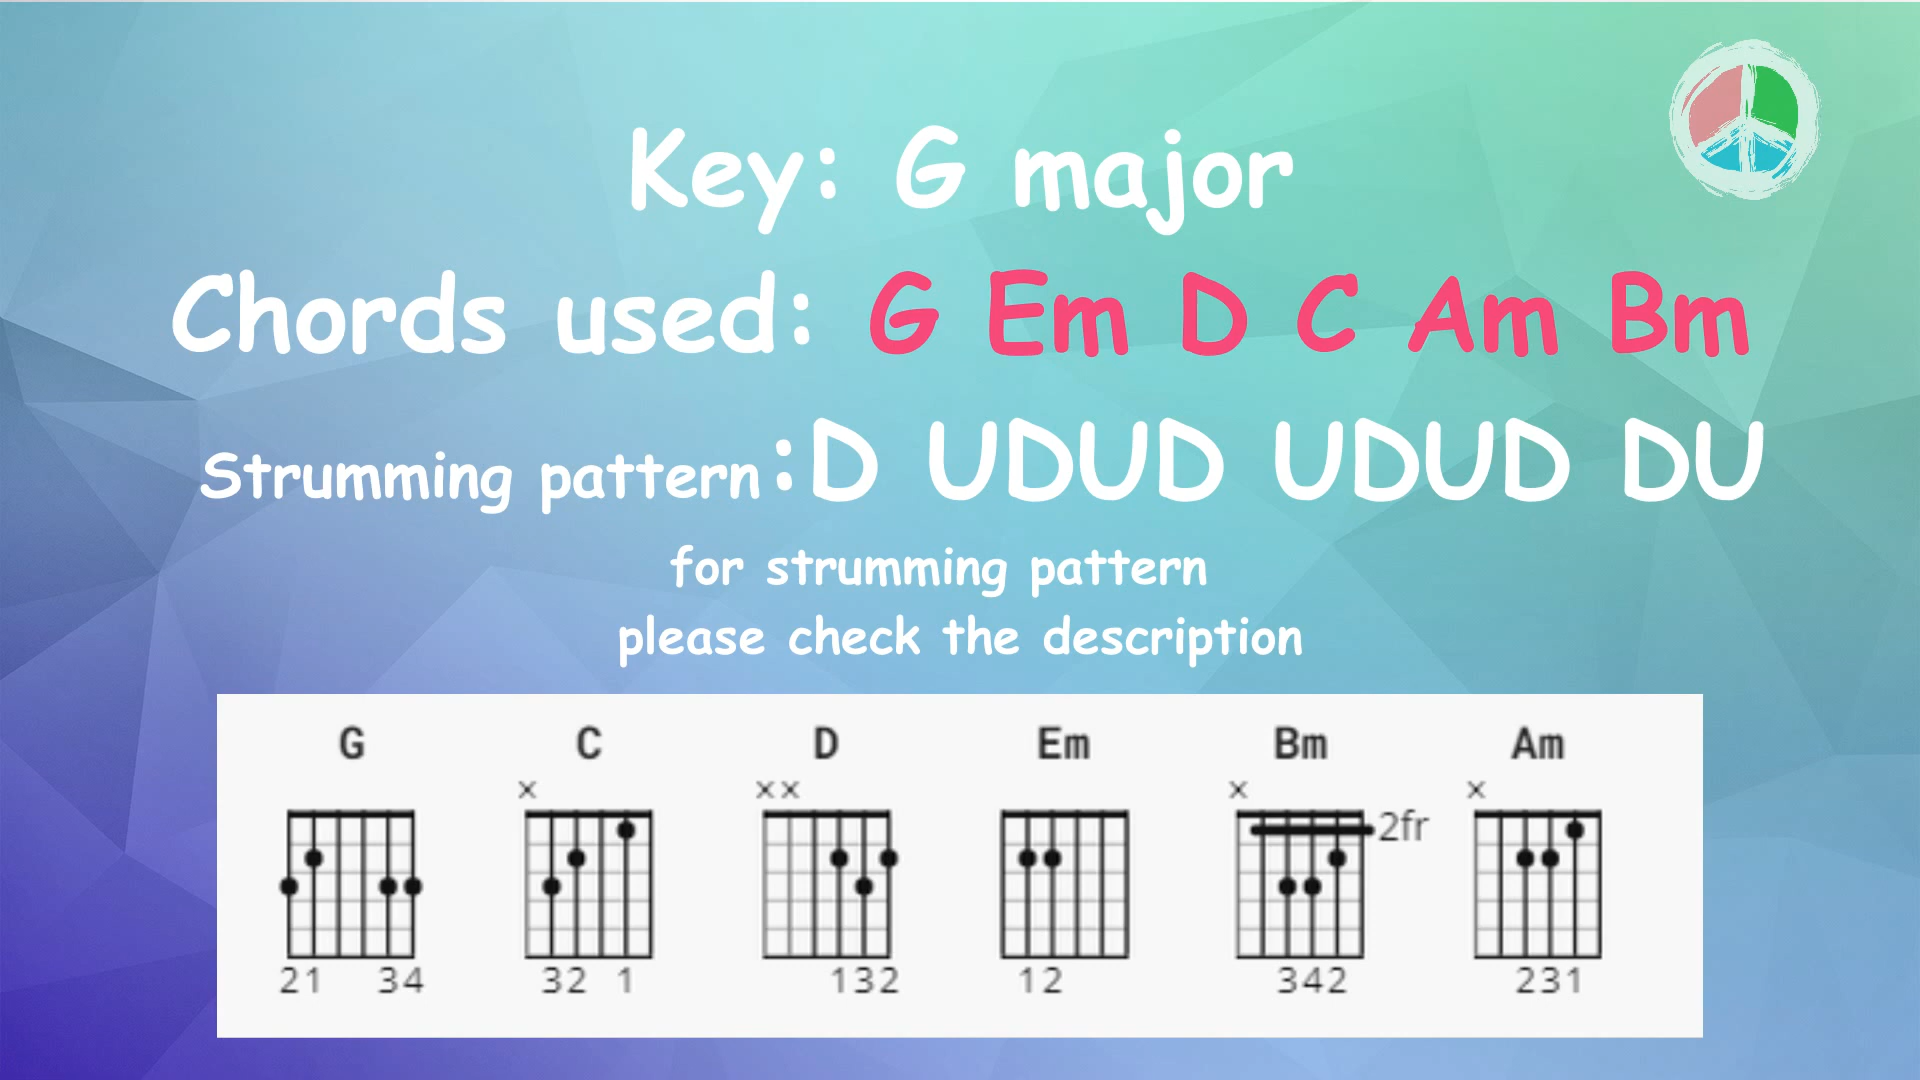 Key: G major
Chords used: G Em D C Am Bm
Strumming pattern:D UDUD UDUD DU
for strumming pattern
please check the description
G C D Em Bm Am
x xx x x
2fr
21 34 32 1 132 12 342 231